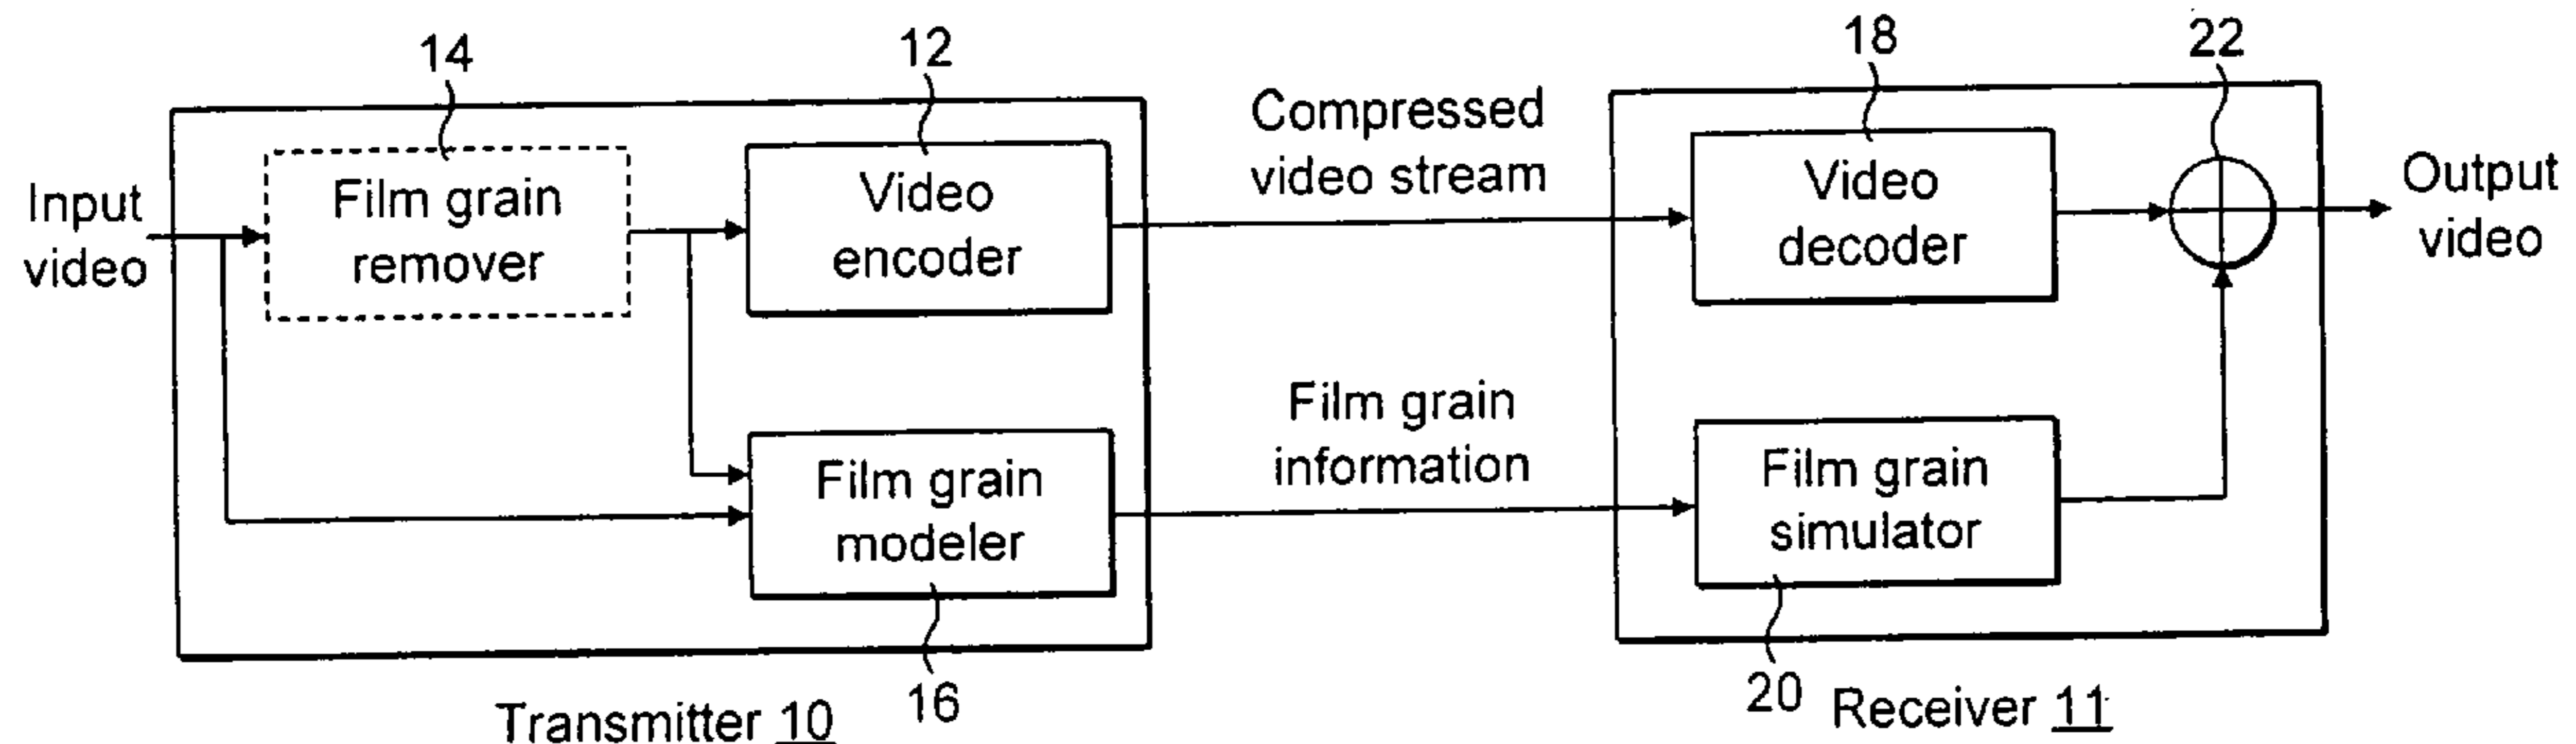 14
12
18
22
Input
video
Film grain
remover
Video
encoder
Compressed
video stream
Video
decoder
Output
video
Film grain
modeler
Film grain
information
Film grain
simulator
16
20
Transmitter 10
Receiver 11